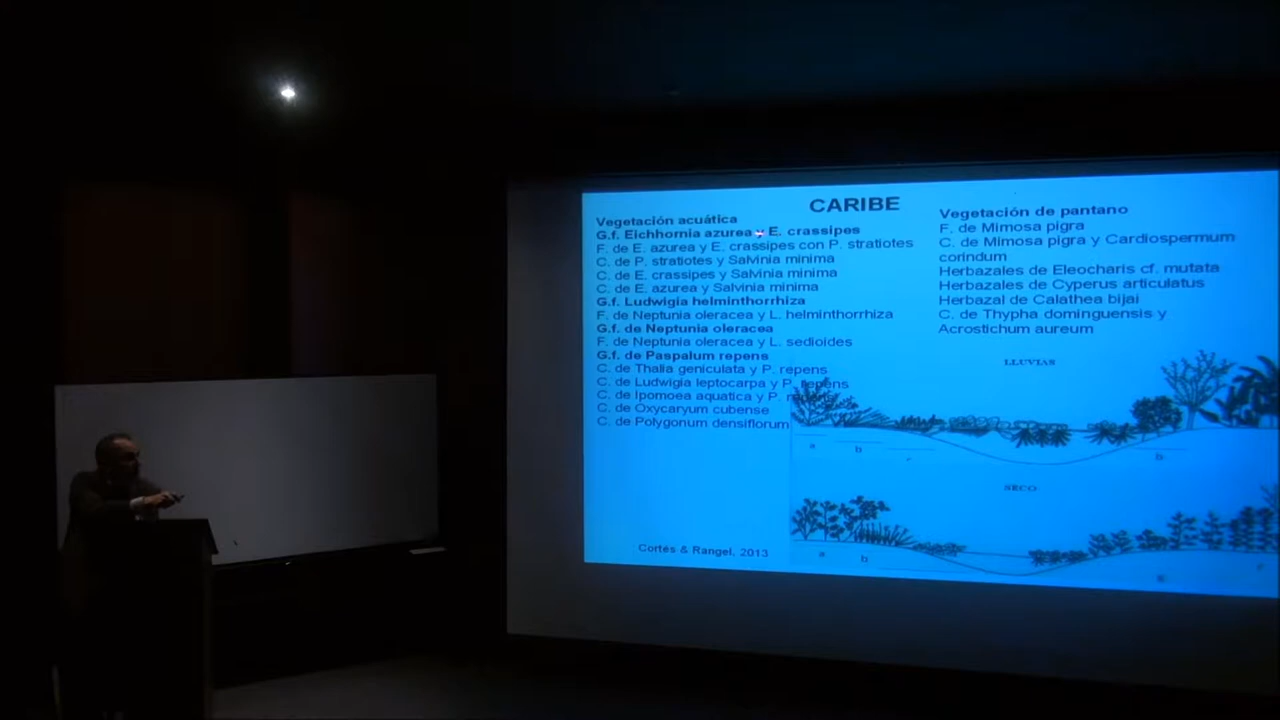 CARIBE
Vegetación acuática
G.f. Eichhornia azurea y E. crassipes
F. de E. azurea y E. crassipes con P. stratiotes
C. de P. stratiotes y Salvinia minima
C. de E. crassipes y Salvinia minima
C. de E. azurea y Salvinia minima
G.f. Ludwigia helminthorrhiza
F. de Neptunia oleracea y L. helminthorrhiza
G.f. de Neptunia oleracea
F. de Neptunia oleracea y L. sedioides
G.f. de Paspalum repens
C. de Thalia geniculata y P. repens
C. de Ludwigia leptocarpa y P. repens
C. de Ipomoea aquatica y P. repens
C. de Oxycaryum cubense
C. de Polygonum densiflorum
Cortés & Rangel, 2013
Vegetación de pantano
F. de Mimosa pigra
C. de Mimosa pigra y Cardiospermum
corindum
Herbazales de Eleocharis cf. mutata
Herbazales de Cyperus articulatus
Herbazal de Calathea bijai
C. de Thypha dominguensis y
Acrostichum aureum
LLUVIAS
a b b
SECO
a b